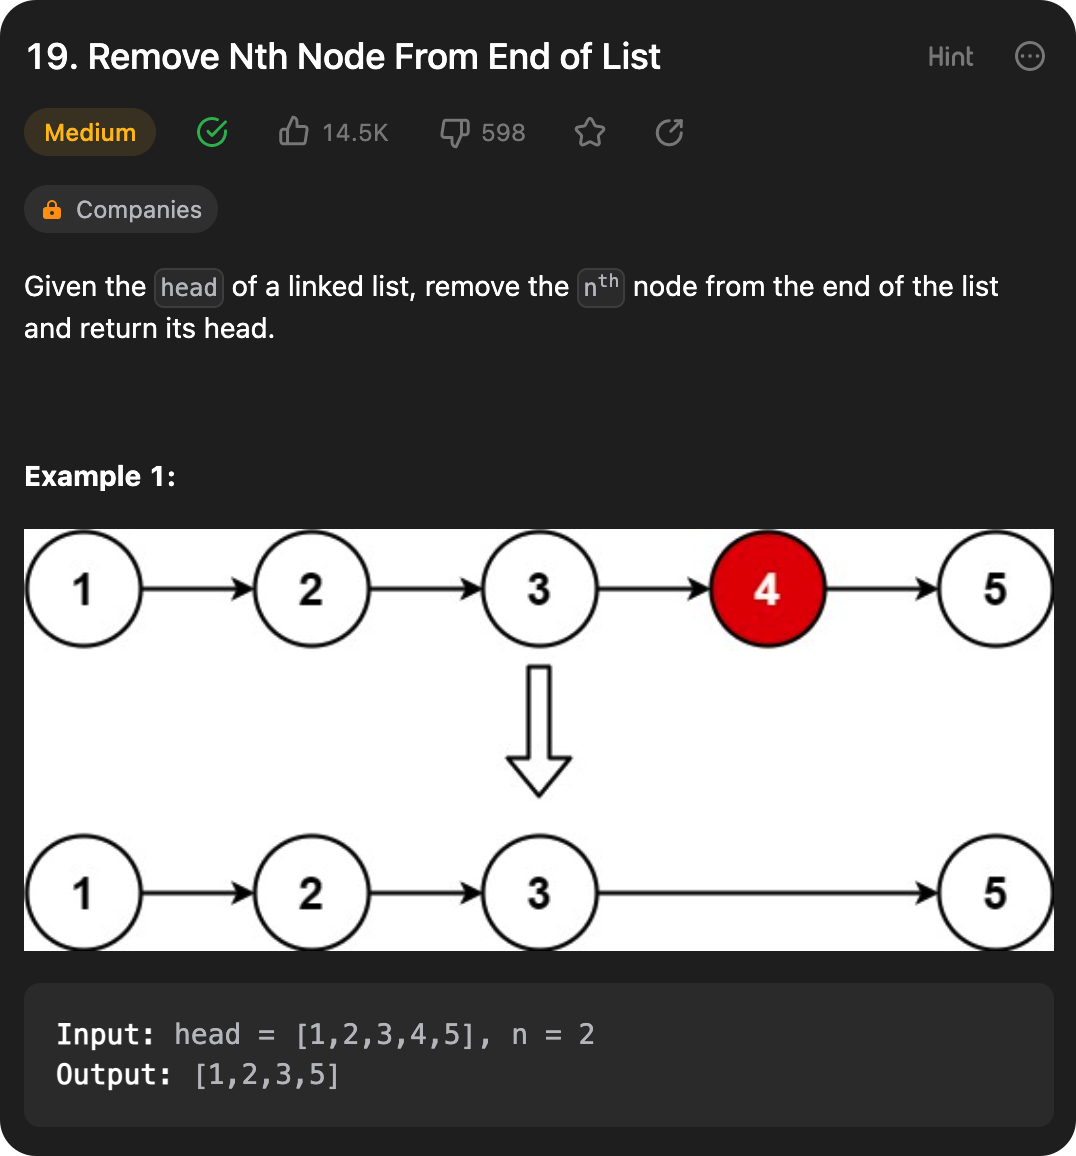 19. Remove Nth Node From End of List
Hint
Medium
14.5K
598
Companies
Given the head of a linked list, remove the nth node from the end of the list
and return its head.
Example 1:
1 2 3 4 5
1 2 3 5
Input: head = [1,2,3,4,5], n = 2
Output: [1,2,3,5]